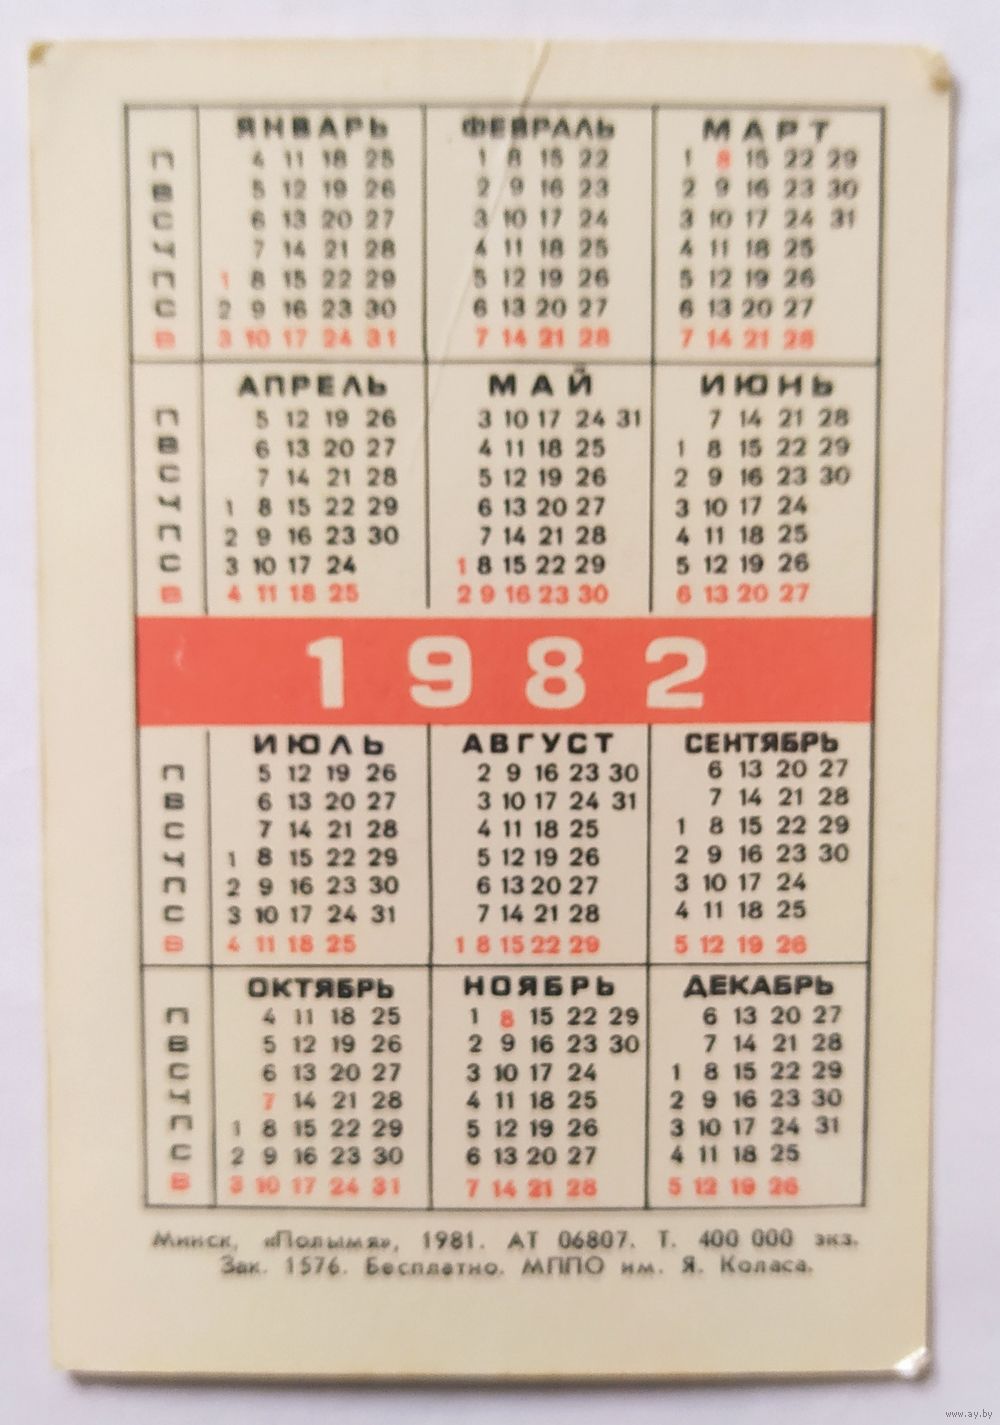 ЯНВАРЬ ФЕВРАЛЬ МАРТ
П 4 11 18 25 1 8 15 22 1 8 15 22 29
В 5 12 19 26 2 9 16 23 2 9 16 23 30
С 6 13 20 27 3 10 17 24 3 10 17 24 31
Ч 7 14 21 28 4 11 18 25 4 11 18 25
П 1 8 15 22 29 5 12 19 26 5 12 19 26
С 2 9 16 23 30 6 13 20 27 6 13 20 27
В 3 10 17 24 31 7 14 21 28 7 14 21 28
АПРЕЛЬ МАЙ ИЮНЬ
П 5 12 19 26 3 10 17 24 31 7 14 21 28
В 6 13 20 27 4 11 18 25 1 8 15 22 29
С 7 14 21 28 5 12 19 26 2 9 16 23 30
Ч 1 8 15 22 29 6 13 20 27 3 10 17 24
П 2 9 16 23 30 7 14 21 28 4 11 18 25
С 3 10 17 24 1 8 15 22 29 5 12 19 26
В 4 11 18 25 2 9 16 23 30 6 13 20 27
1982
ИЮЛЬ АВГУСТ СЕНТЯБРЬ
П 5 12 19 26 2 9 16 23 30 6 13 20 27
В 6 13 20 27 3 10 17 24 31 7 14 21 28
С 7 14 21 28 4 11 18 25 1 8 15 22 29
Ч 1 8 15 22 29 5 12 19 26 2 9 16 23 30
П 2 9 16 23 30 6 13 20 27 3 10 17 24
С 3 10 17 24 31 7 14 21 28 4 11 18 25
В 4 11 18 25 1 8 15 22 29 5 12 19 26
ОКТЯБРЬ НОЯБРЬ ДЕКАБРЬ
П 4 11 18 25 1 8 15 22 29 6 13 20 27
В 5 12 19 26 2 9 16 23 30 7 14 21 28
С 6 13 20 27 3 10 17 24 1 8 15 22 29
Ч 7 14 21 28 4 11 18 25 2 9 16 23 30
П 1 8 15 22 29 5 12 19 26 3 10 17 24 31
С 2 9 16 23 30 6 13 20 27 4 11 18 25
В 3 10 17 24 31 7 14 21 28 5 12 19 26
Минск, «Полымя», 1981. АТ 06807. Т. 400 000 экз.
Зак. 1576. Бесплатно. МППО им. Я. Коласа.
www.ay.by